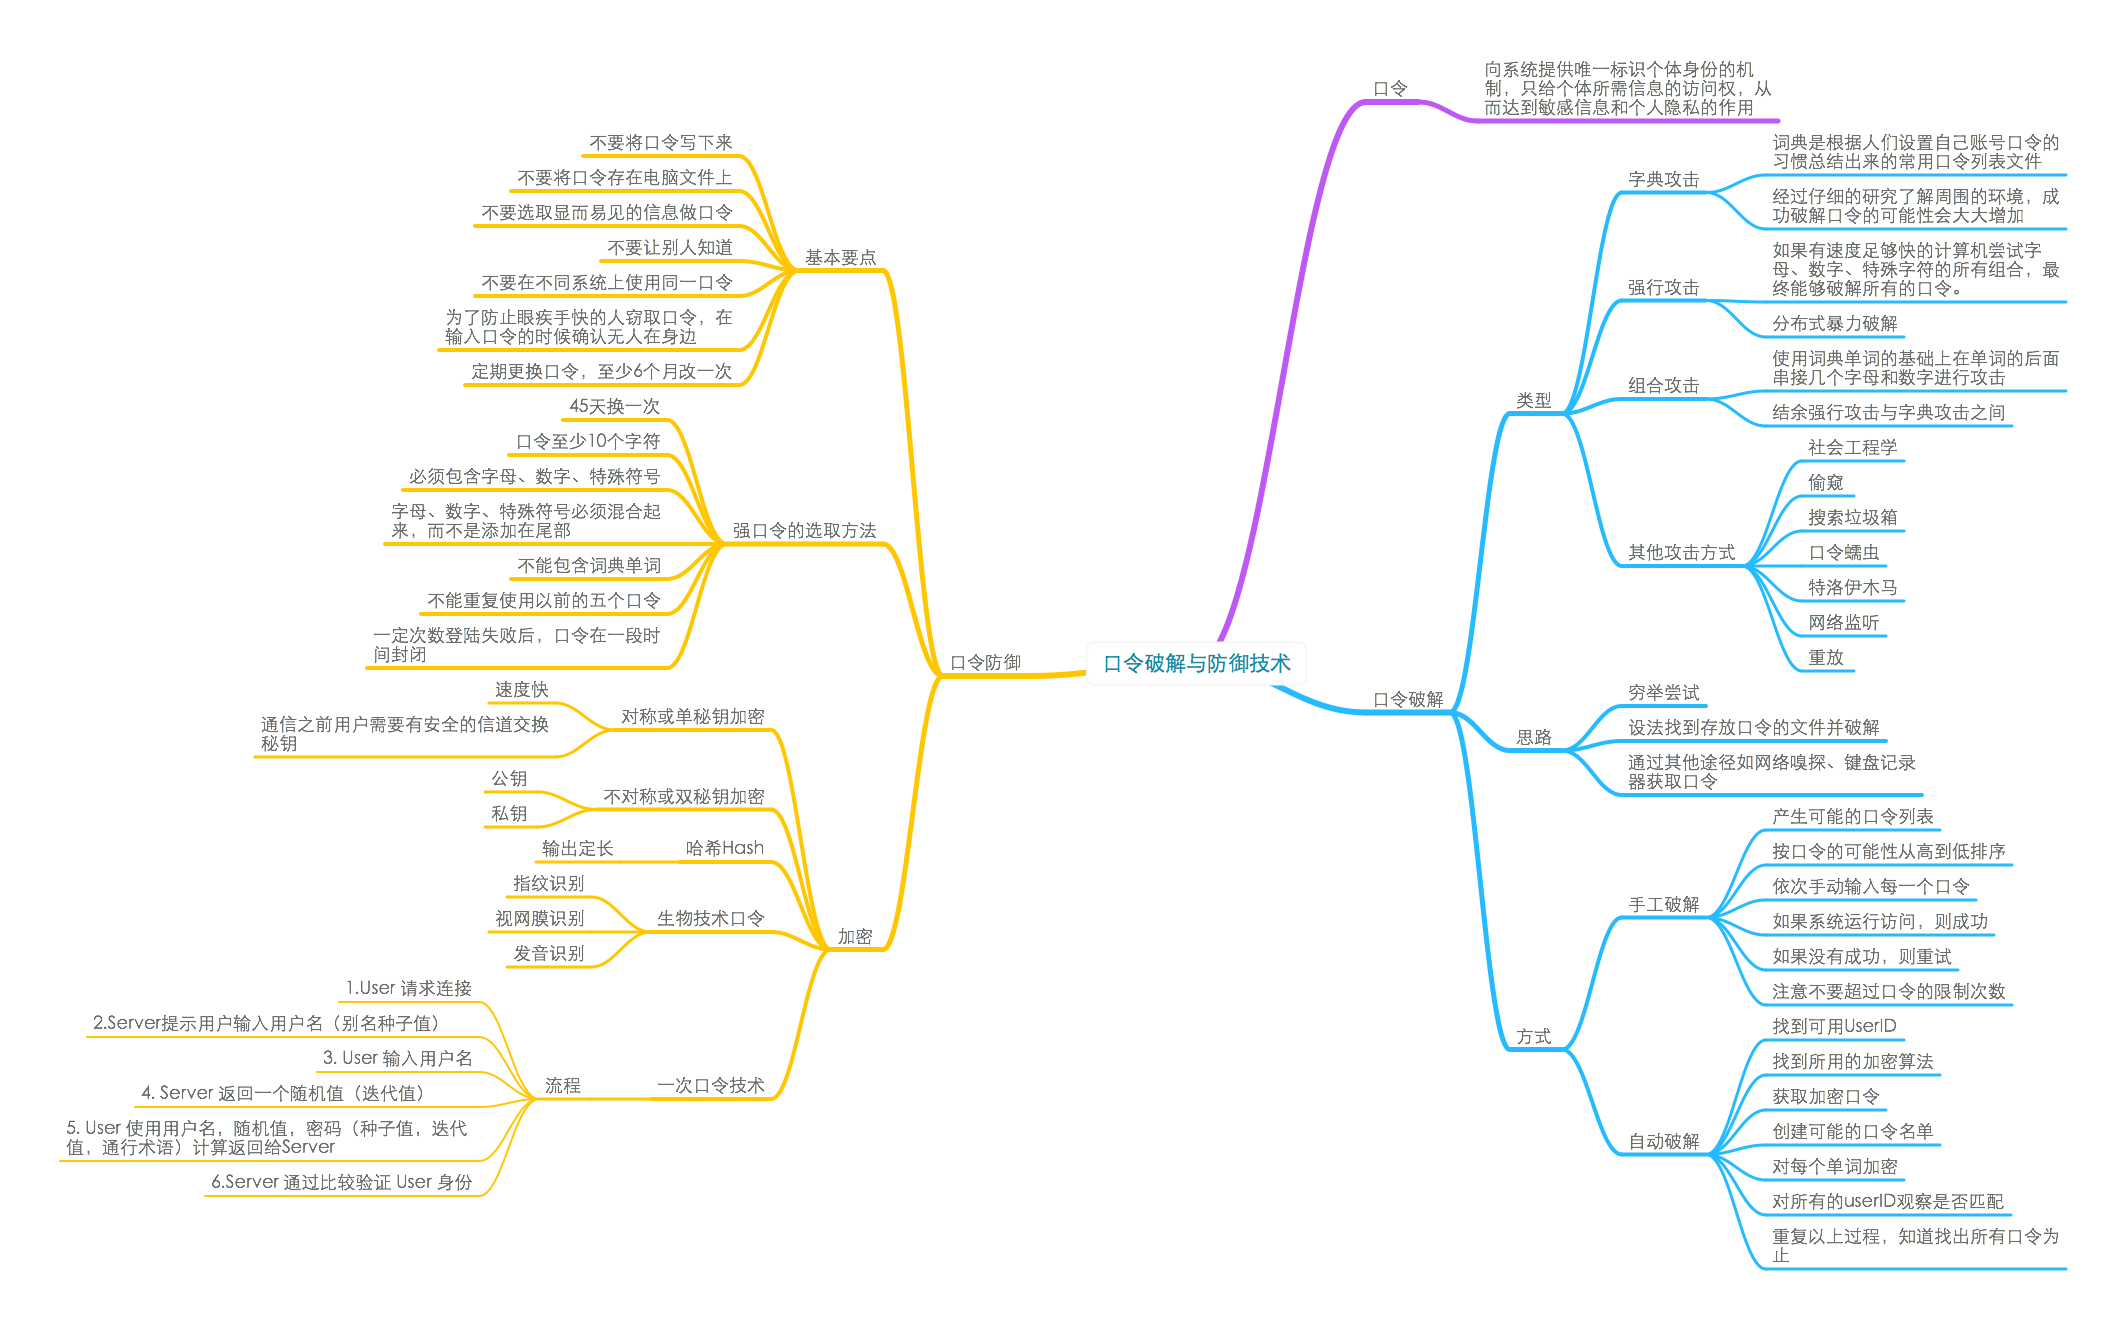 口令破解与防御技术
口令
向系统提供唯一标识个体身份的机
制，只给个体所需信息的访问权，从
而达到敏感信息和个人隐私的作用
口令破解
类型
字典攻击
词典是根据人们设置自己账号口令的
习惯总结出来的常用口令列表文件
经过仔细的研究了解周围的环境，成
功破解口令的可能性会大大增加
强行攻击
如果有速度足够快的计算机尝试字
母、数字、特殊字符的所有组合，最
终能够破解所有的口令。
分布式暴力破解
组合攻击
使用词典单词的基础上在单词的后面
串接几个字母和数字进行攻击
结余强行攻击与字典攻击之间
其他攻击方式
社会工程学
偷窥
搜索垃圾箱
口令蠕虫
特洛伊木马
网络监听
重放
思路
穷举尝试
设法找到存放口令的文件并破解
通过其他途径如网络嗅探、键盘记录
器获取口令
方式
手工破解
产生可能的口令列表
按口令的可能性从高到低排序
依次手动输入每一个口令
如果系统运行访问，则成功
如果没有成功，则重试
注意不要超过口令的限制次数
自动破解
找到可用UserID
找到所用的加密算法
获取加密口令
创建可能的口令名单
对每个单词加密
对所有的userID观察是否匹配
重复以上过程，知道找出所有口令为
止
口令防御
基本要点
不要将口令写下来
不要将口令存在电脑文件上
不要选取显而易见的信息做口令
不要让别人知道
不要在不同系统上使用同一口令
为了防止眼疾手快的人窃取口令，在
输入口令的时候确认无人在身边
定期更换口令，至少6个月改一次
强口令的选取方法
45天换一次
口令至少10个字符
必须包含字母、数字、特殊符号
字母、数字、特殊符号必须混合起
来，而不是添加在尾部
不能包含词典单词
不能重复使用以前的五个口令
一定次数登陆失败后，口令在一段时
间封闭
加密
对称或单秘钥加密
速度快
通信之前用户需要有安全的信道交换
秘钥
不对称或双秘钥加密
公钥
私钥
哈希Hash
输出定长
生物技术口令
指纹识别
视网膜识别
发音识别
一次口令技术
流程
1.User 请求连接
2.Server提示用户输入用户名（别名种子值）
3. User 输入用户名
4. Server 返回一个随机值（迭代值）
5. User 使用用户名，随机值，密码（种子值，迭代
值，通行术语）计算返回给Server
6.Server 通过比较验证 User 身份